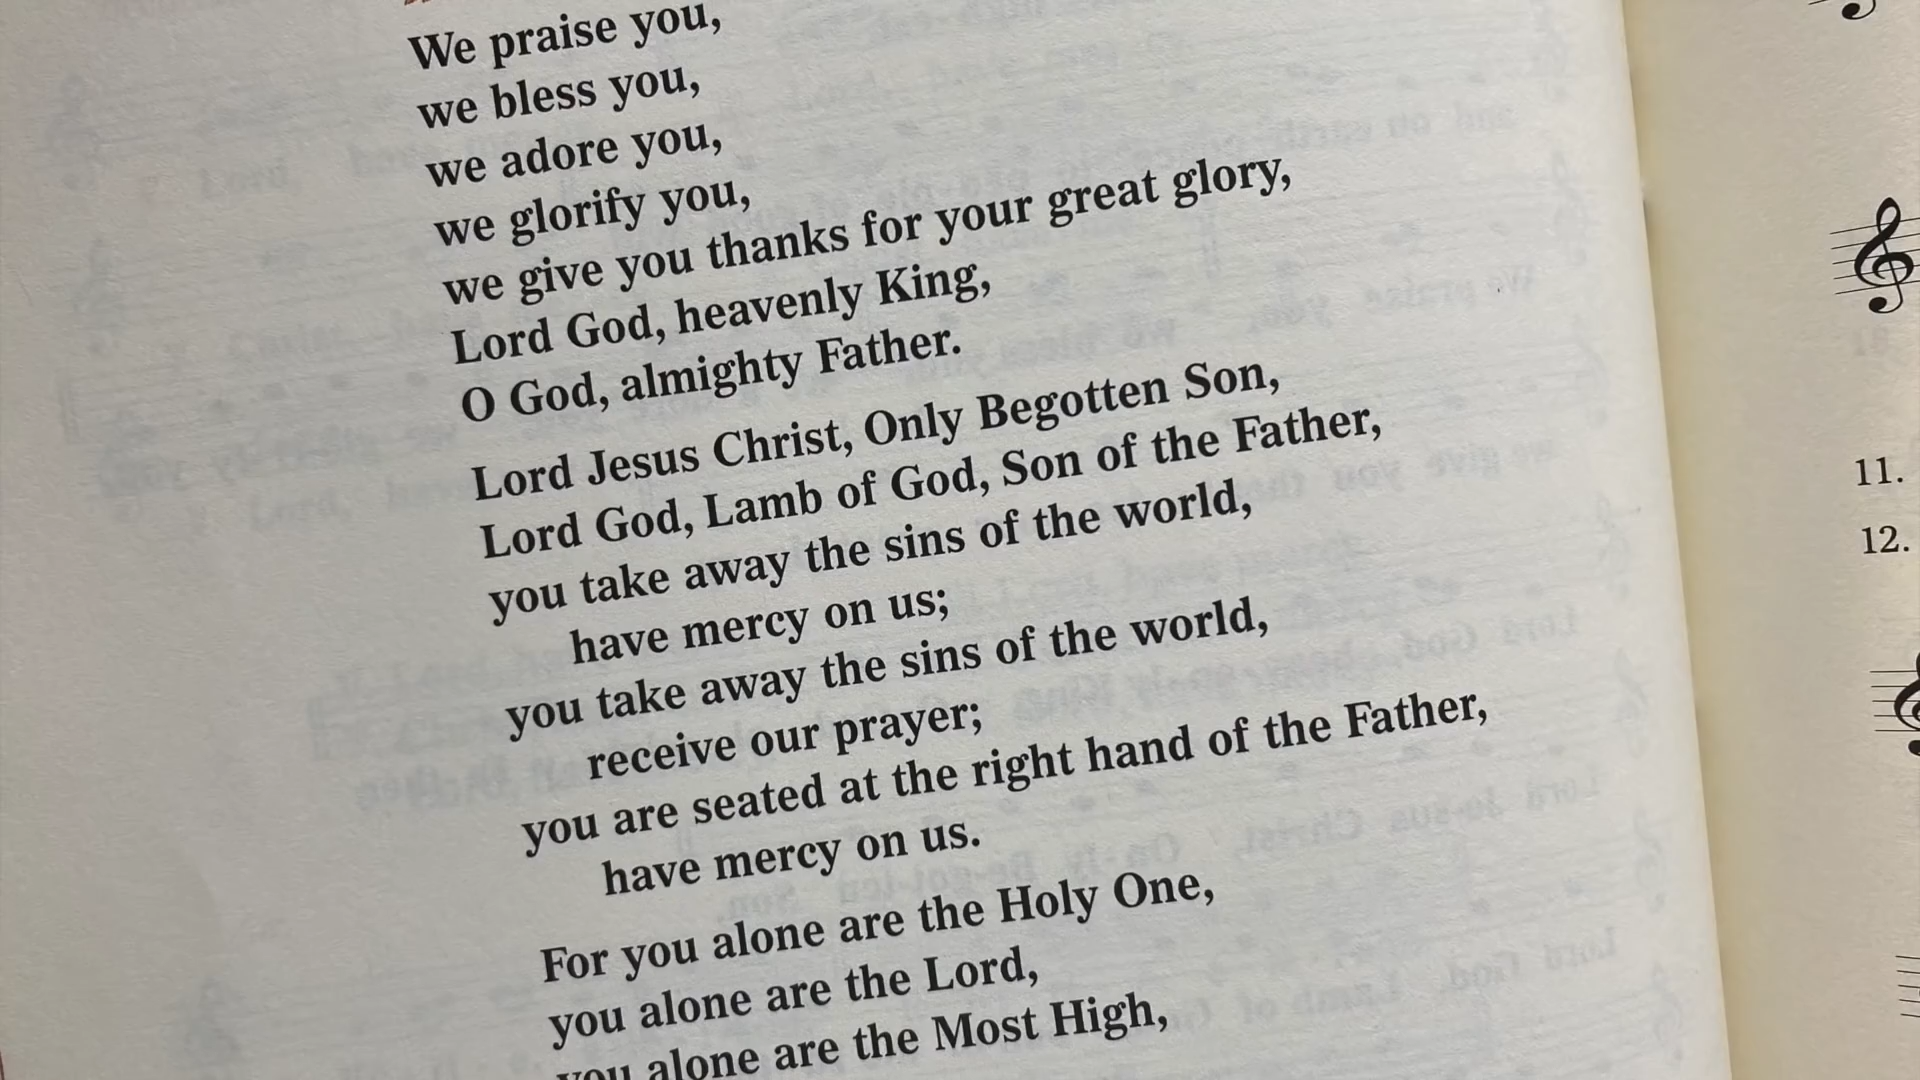 We praise you,
we bless you,
we adore you,
we glorify you,
we give you thanks for your great glory,
Lord God, heavenly King,
O God, almighty Father.
Lord Jesus Christ, Only Begotten Son,
Lord God, Lamb of God, Son of the Father,
you take away the sins of the world,
have mercy on us;
you take away the sins of the world,
receive our prayer;
you are seated at the right hand of the Father,
have mercy on us.
For you alone are the Holy One,
you alone are the Lord,
you alone are the Most High,
11.
12.